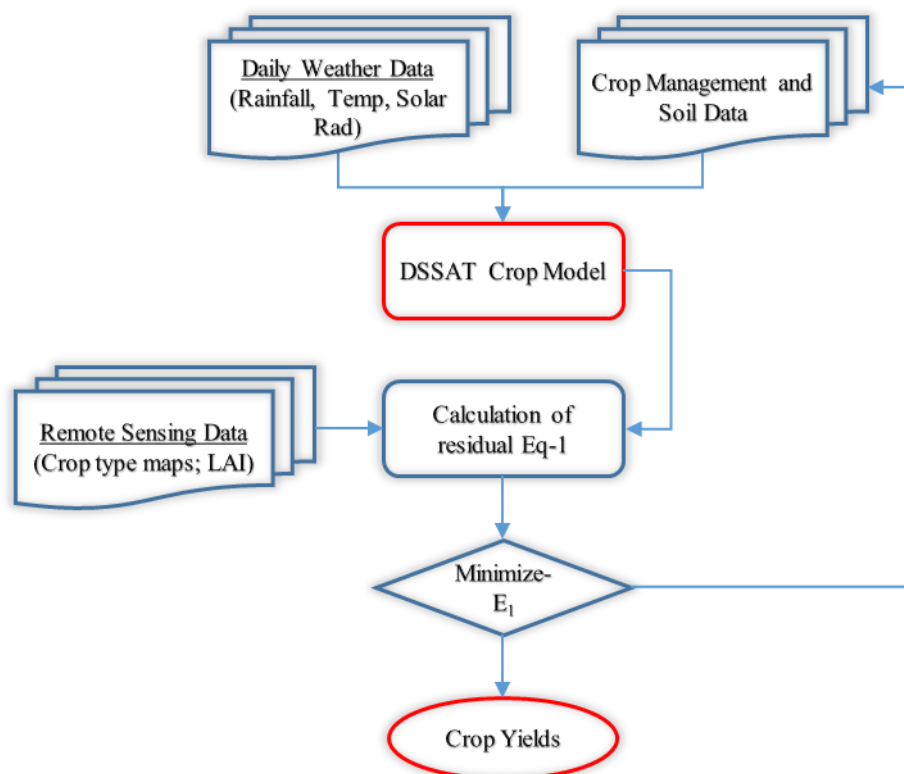 Daily Weather Data
(Rainfall, Temp, Solar
Rad)
Crop Management and
Soil Data
DSSAT Crop Model
Remote Sensing Data
(Crop type maps; LAI)
Calculation of
residual Eq-1
Minimize-
E₁
Crop Yields